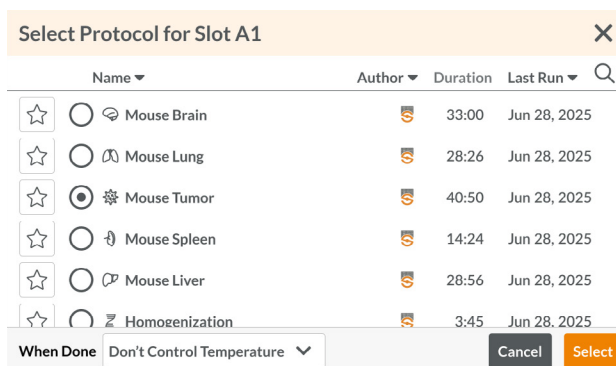 Select Protocol for Slot A1
Name Author Duration Last Run
Mouse Brain 33:00 Jun 28, 2025
Mouse Lung 28:26 Jun 28, 2025
Mouse Tumor 40:50 Jun 28, 2025
Mouse Spleen 14:24 Jun 28, 2025
Mouse Liver 28:56 Jun 28, 2025
Homogenization 3:45 Jun 28, 2025
When Done Don't Control Temperature Cancel Select